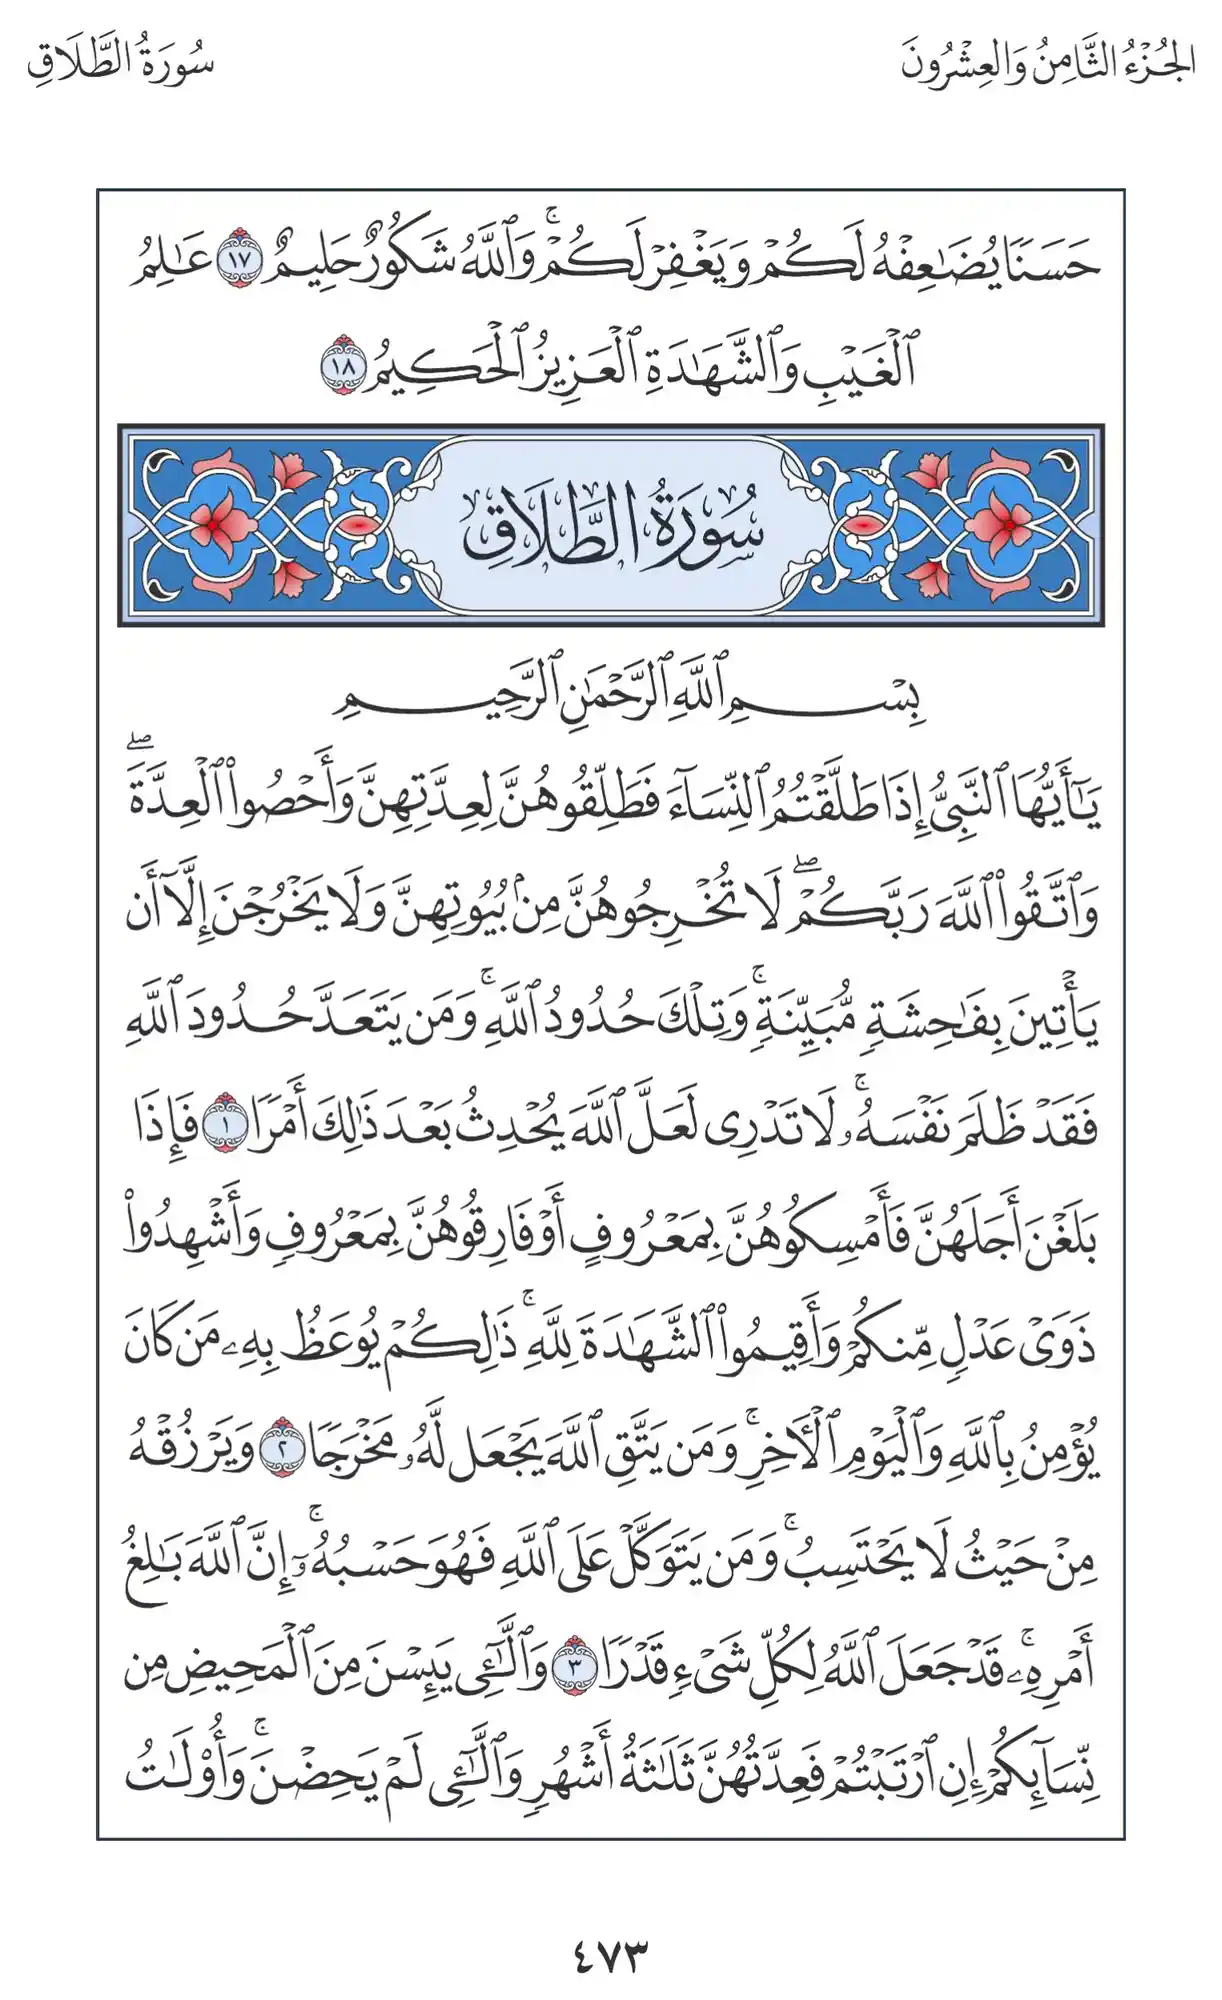 الجُزْءُ الثَّامِنُ وَالعِشْرُونَ
سُورَةُ الطَّلَاقِ
حَسَنٗا يُضَٰعِفْهُ لَكُمْ وَيَغْفِرْ لَكُمْۚ وَٱللَّهُ شَكُورٌ حَلِيمٌ ١٧ عَٰلِمُ
ٱلْغَيْبِ وَٱلشَّهَٰدَةِ ٱلْعَزِيزُ ٱلْحَكِيمُ ١٨
سُورَةُ الطَّلَاقِ
بِسْمِ ٱللَّهِ ٱلرَّحْمَٰنِ ٱلرَّحِيمِ
يَٰٓأَيُّهَا ٱلنَّبِىُّ إِذَا طَلَّقْتُمُ ٱلنِّسَآءَ فَطَلِّقُوهُنَّ لِعِدَّتِهِنَّ وَأَحْصُوا۟ ٱلْعِدَّةَۖ
وَٱتَّقُوا۟ ٱللَّهَ رَبَّكُمْۖ لَا تُخْرِجُوهُنَّ مِنۢ بُيُوتِهِنَّ وَلَا يَخْرُجْنَ إِلَّآ أَن
يَأْتِينَ بِفَٰحِشَةٍ مُّبَيِّنَةٍۚ وَتِلْكَ حُدُودُ ٱللَّهِۚ وَمَن يَتَعَدَّ حُدُودَ ٱللَّهِ
فَقَدْ ظَلَمَ نَفْسَهُۥۚ لَا تَدْرِى لَعَلَّ ٱللَّهَ يُحْدِثُ بَعْدَ ذَٰلِكَ أَمْرًا ١ فَإِذَا
بَلَغْنَ أَجَلَهُنَّ فَأَمْسِكُوهُنَّ بِمَعْرُوفٍ أَوْ فَارِقُوهُنَّ بِمَعْرُوفٍ وَأَشْهِدُوا۟
ذَوَىْ عَدْلٍ مِّنكُمْ وَأَقِيمُوا۟ ٱلشَّهَٰدَةَ لِلَّهِۚ ذَٰلِكُمْ يُوعَظُ بِهِۦ مَن كَانَ
يُؤْمِنُ بِٱللَّهِ وَٱلْيَوْمِ ٱلْأَخِرِۚ وَمَن يَتَّقِ ٱللَّهَ يَجْعَل لَّهُۥ مَخْرَجًا ٢ وَيَرْزُقْهُ
مِنْ حَيْثُ لَا يَحْتَسِبُۚ وَمَن يَتَوَكَّلْ عَلَى ٱللَّهِ فَهُوَ حَسْبُهُۥٓۚ إِنَّ ٱللَّهَ بَٰلِغُ
أَمْرِهِۦۚ قَدْ جَعَلَ ٱللَّهُ لِكُلِّ شَىْءٍ قَدْرًا ٣ وَٱلَّٰٓـِٔى يَئِسْنَ مِنَ ٱلْمَحِيضِ مِن
نِّسَآئِكُمْ إِنِ ٱرْتَبْتُمْ فَعِدَّتُهُنَّ ثَلَٰثَةُ أَشْهُرٍ وَٱلَّٰٓـِٔى لَمْ يَحِضْنَۚ وَأُو۟لَٰتُ
٤٧٣